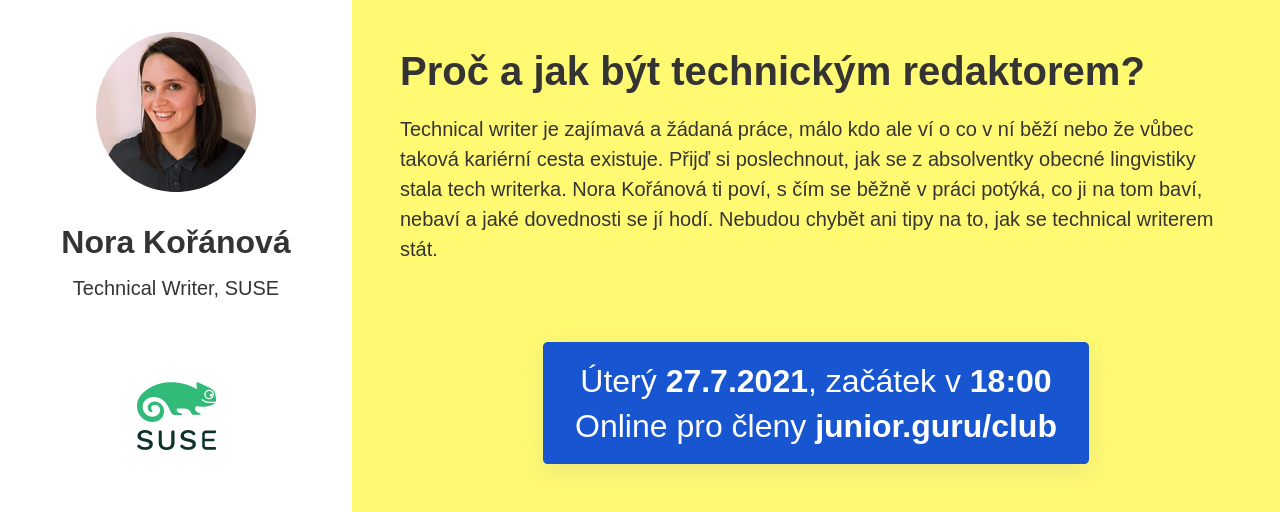 Nora Kořánová
Technical Writer, SUSE
SUSE
Proč a jak být technickým redaktorem?
Technical writer je zajímavá a žádaná práce, málo kdo ale ví o co v ní běží nebo že vůbec
taková kariérní cesta existuje. Přijď si poslechnout, jak se z absolventky obecné lingvistiky
stala tech writerka. Nora Kořánová ti poví, s čím se běžně v práci potýká, co ji na tom baví,
nebaví a jaké dovednosti se jí hodí. Nebudou chybět ani tipy na to, jak se technical writerem
stát.
Úterý 27.7.2021, začátek v 18:00
Online pro členy junior.guru/club